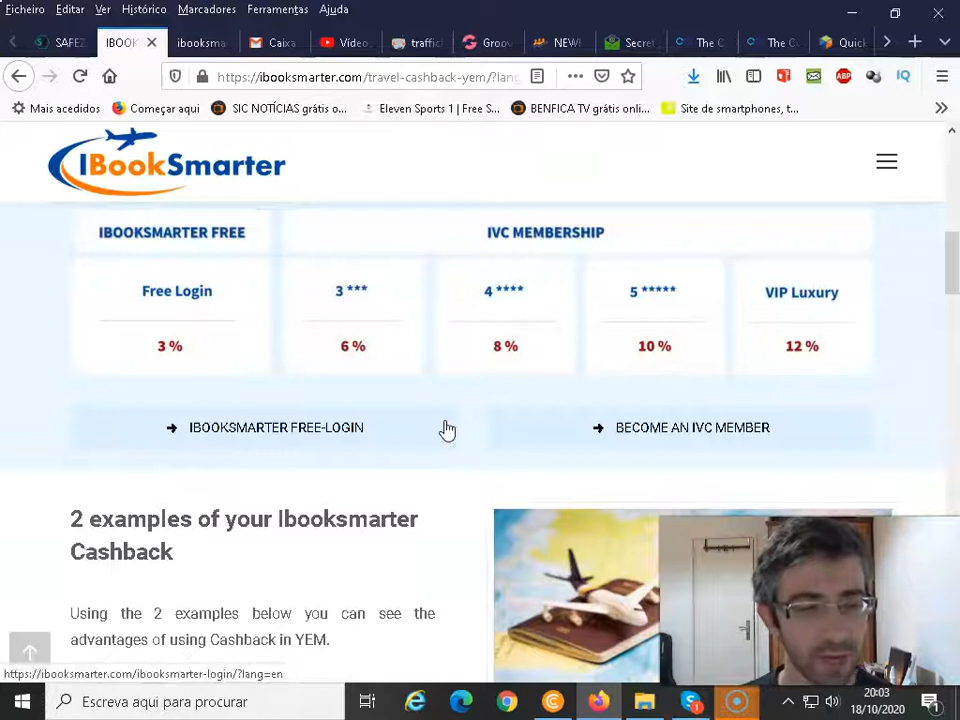 Ficheiro Editar Ver Histórico Marcadores Ferramentas Ajuda
SAFEZ IBOOK ibooksma Caixa Vídeo traffic Groov NEW! Secret The C The C Quick
https://ibooksmarter.com/travel-cashback-yem/?lang
ABP IQ
Mais acedidos Começar aqui SIC NOTÍCIAS grátis o... Eleven Sports 1 | Free S... BENFICA TV grátis onli... Site de smartphones, t...
IBookSmarter
IBOOKSMARTER FREE IVC MEMBERSHIP
Free Login 3 *** 4 **** 5 ***** VIP Luxury
3 % 6 % 8 % 10 % 12 %
IBOOKSMARTER FREE-LOGIN BECOME AN IVC MEMBER
2 examples of your Ibooksmarter
Cashback
Using the 2 examples below you can see the
advantages of using Cashback in YEM.
https://ibooksmarter.com/ibooksmarter-login/?lang=en
Escreva aqui para procurar
20:03
18/10/2020
1
1